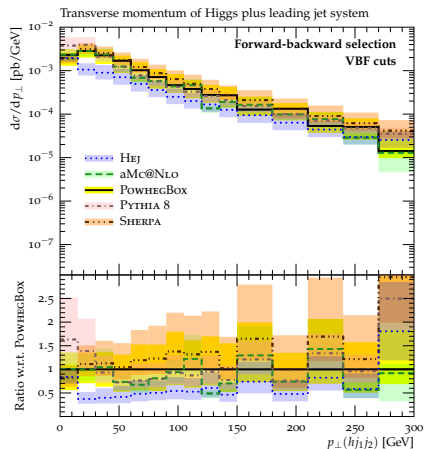 Transverse momentum of Higgs plus leading jet system
Forward-backward selection
VBF cuts
dσ/dp⊥ [pb/GeV]
10⁻²
10⁻³
10⁻⁴
10⁻⁵
10⁻⁶
10⁻⁷
Hej
aMc@Nlo
PowhegBox
Pythia 8
Sherpa
Ratio w.r.t. PowhegBox
2.5
2
1.5
1
0.5
0 50 100 150 200 250 300
p⊥(hj₁j₂) [GeV]